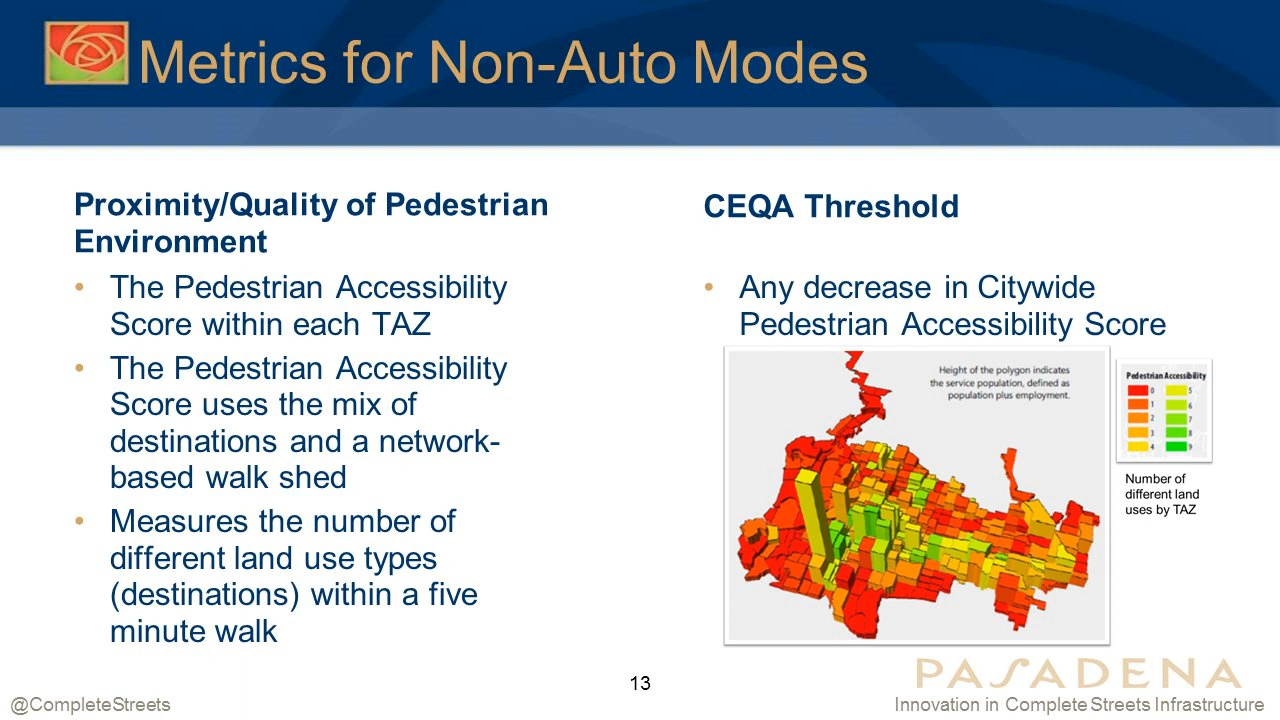 Metrics for Non-Auto Modes
Proximity/Quality of Pedestrian
Environment
• The Pedestrian Accessibility
Score within each TAZ
• The Pedestrian Accessibility
Score uses the mix of
destinations and a network-
based walk shed
• Measures the number of
different land use types
(destinations) within a five
minute walk
CEQA Threshold
• Any decrease in Citywide
Pedestrian Accessibility Score
Height of the polygon indicates
the service population, defined as
population plus employment.
Pedestrian Accessibility
0 5
1 6
2 7
3 8
4 9
Number of
different land
uses by TAZ
13
PASADENA
@CompleteStreets
Innovation in Complete Streets Infrastructure